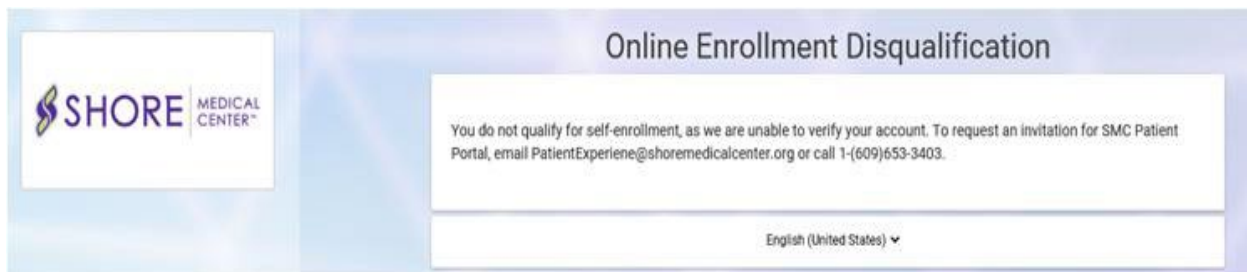 SHORE MEDICAL
CENTER™
Online Enrollment Disqualification
You do not qualify for self-enrollment, as we are unable to verify your account. To request an invitation for SMC Patient
Portal, email PatientExperiene@shoremedicalcenter.org or call 1-(609)653-3403.
English (United States)